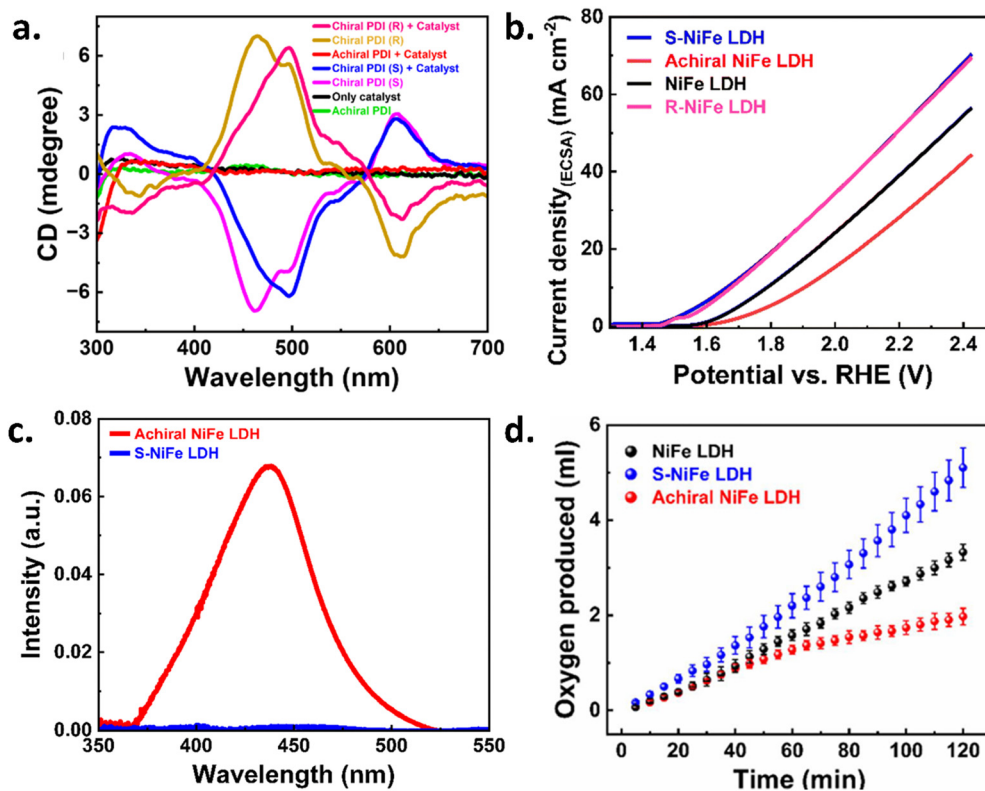 a.
Chiral PDI (R) + Catalyst
Chiral PDI (R)
Achiral PDI + Catalyst
Chiral PDI (S) + Catalyst
Chiral PDI (S)
Only catalyst
Achiral PDI
CD (mdegree)
6
3
0
-3
-6
300 400 500 600 700
Wavelength (nm)
b.
S-NiFe LDH
Achiral NiFe LDH
NiFe LDH
R-NiFe LDH
Current density(ECSA) (mA cm-2)
80
60
40
20
0
1.4 1.6 1.8 2.0 2.2 2.4
Potential vs. RHE (V)
c.
Achiral NiFe LDH
S-NiFe LDH
Intensity (a.u.)
0.08
0.06
0.04
0.02
0.00
350 400 450 500 550
Wavelength (nm)
d.
NiFe LDH
S-NiFe LDH
Achiral NiFe LDH
Oxygen produced (ml)
6
4
2
0
0 20 40 60 80 100 120
Time (min)